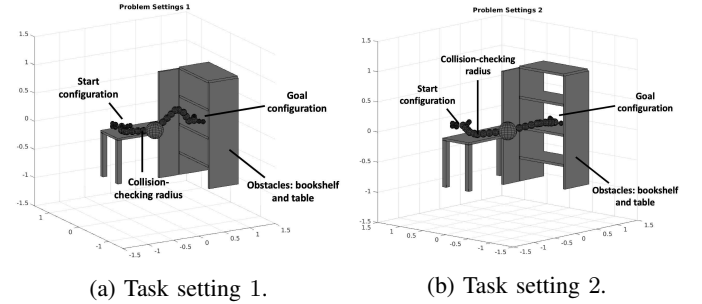 Problem Settings 1
1.5
1
0.5
0
-0.5
-1
-1.5
Start
configuration
Goal
configuration
Collision-
checking radius
Obstacles: bookshelf
and table
1
0
-1
-1.5
-1
-0.5
0
0.5
1
1.5
(a) Task setting 1.
Problem Settings 2
1.5
1
0.5
0
-0.5
-1
-1.5
Collision-checking
radius
Start
configuration
Goal
configuration
Obstacles: bookshelf
and table
1.5
1
0.5
0
-0.5
-1
-1.5
-1.5
-1
-0.5
0
0.5
1
1.5
(b) Task setting 2.